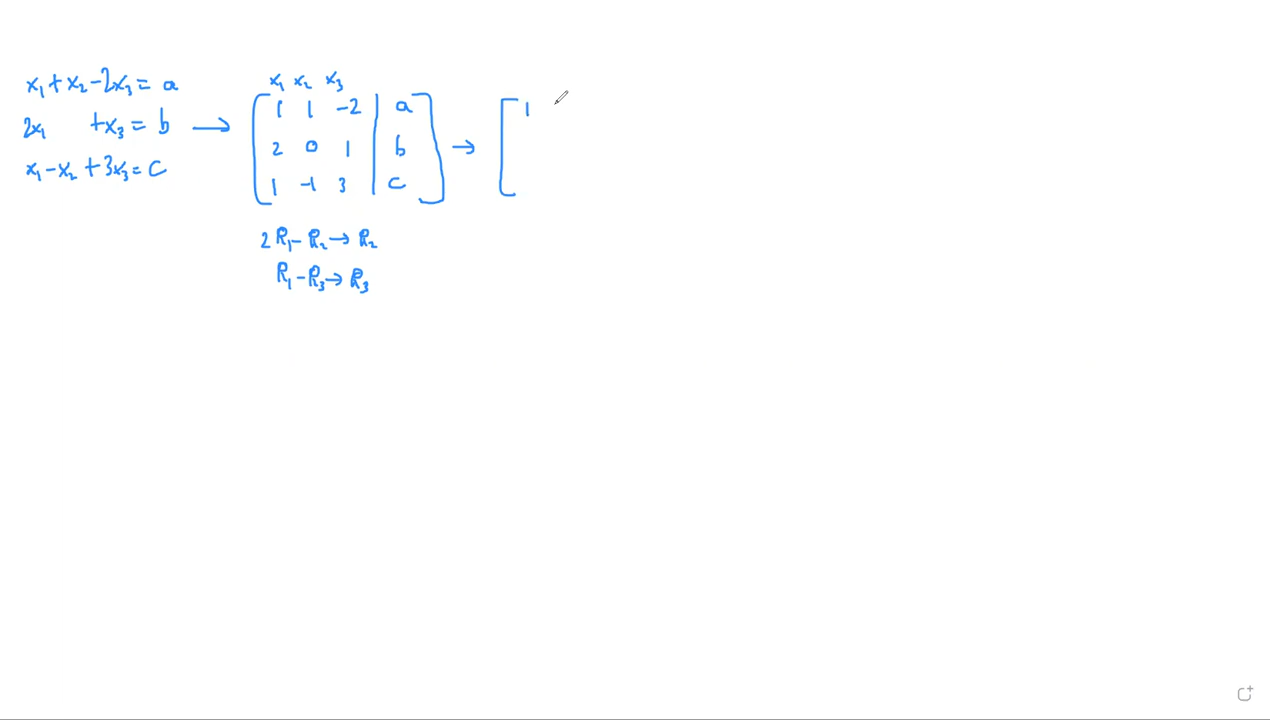 x₁ + x₂ - 2x₃ = a
2x₁ + x₃ = b →
x₁ - x₂ + 3x₃ = c
x₁ x₂ x₃
1 1 -2 | a
2 0 1 | b →
1 -1 3 | c
2R₁ - R₂ → R₂
R₁ - R₃ → R₃
[ 1